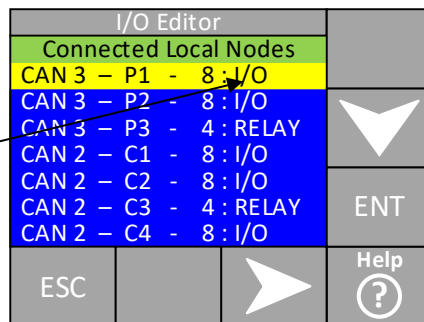 I/O Editor
Connected Local Nodes
CAN 3 – P1 - 8 : I/O
CAN 3 – P2 - 8 : I/O
CAN 3 – P3 - 4 : RELAY
CAN 2 – C1 - 8 : I/O
CAN 2 – C2 - 8 : I/O
CAN 2 – C3 - 4 : RELAY
CAN 2 – C4 - 8 : I/O
ENT
ESC
Help
?